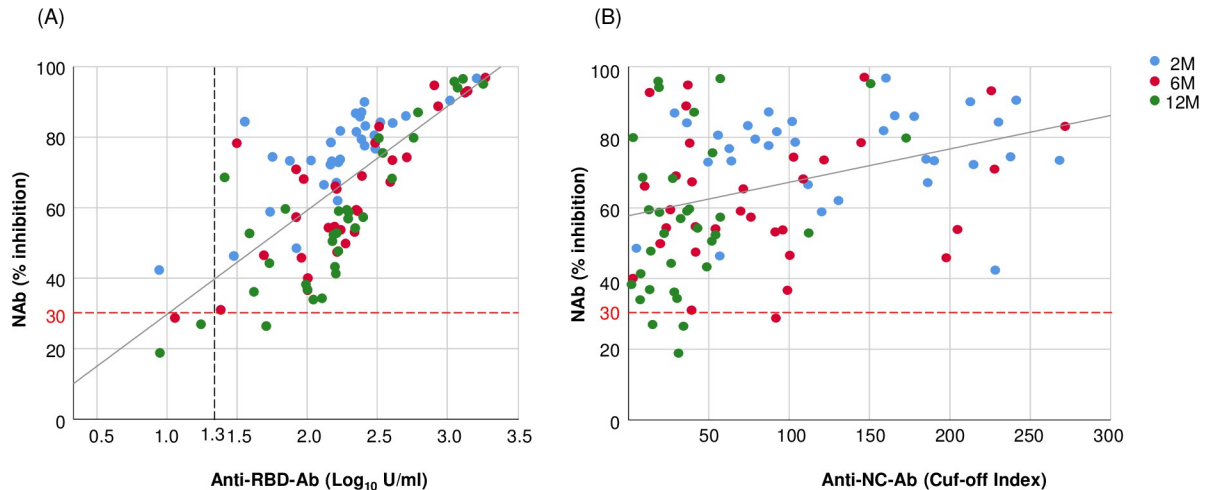 (A)
100
80
60
40
30
20
0
NAb (% inhibition)
0.5 1.0 1.31.5 2.0 2.5 3.0 3.5
Anti-RBD-Ab (Log10 U/ml)
(B)
100
80
60
40
30
20
0
NAb (% inhibition)
50 100 150 200 250 300
Anti-NC-Ab (Cuf-off Index)
2M
6M
12M